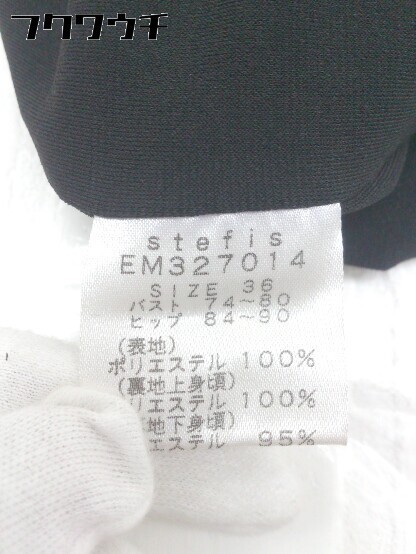 フクワウチ
stefis
EM327014
SIZE 36
バスト 74～80
ヒップ 84～90
(表地)
ポリエステル 100%
(裏地上身頃)
リエステル 100%
地下身頃)
エステル 95%